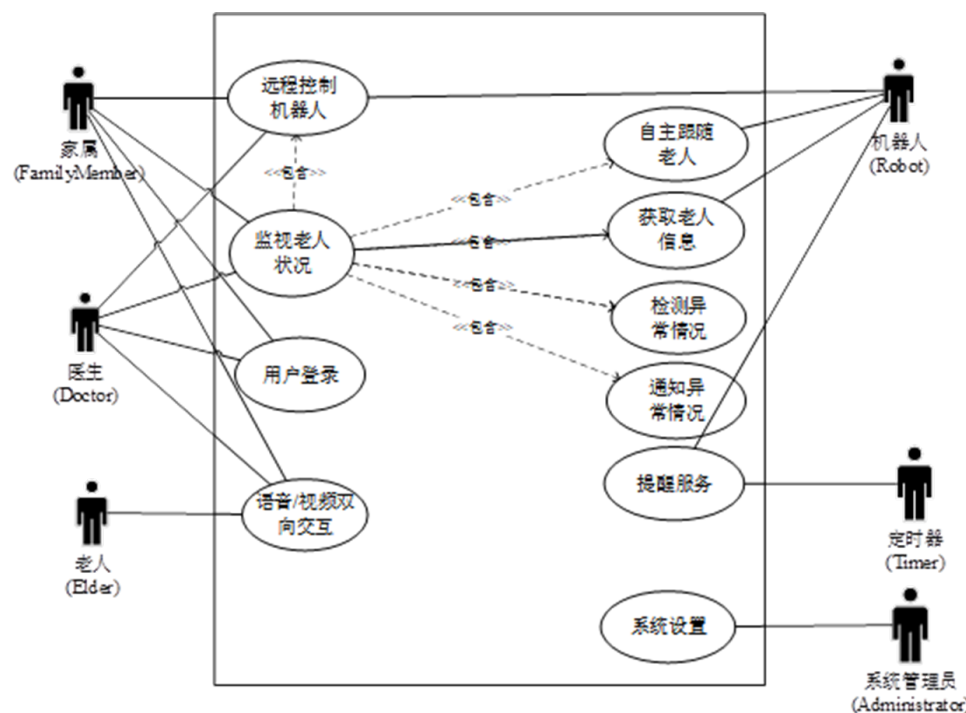 远程控制
机器人
家属
(FamilyMember)
自主跟随
老人
机器人
(Robot)
<<包含>>
<<包含>>
获取老人
信息
监视老人
状况
<<包含>>
<<包含>>
检测异
常情况
<<包含>>
医生
(Doctor)
用户登录
通知异
常情况
提醒服务
语音/视频双
向交互
老人
(Elder)
定时器
(Timer)
系统设置
系统管理员
(Administrator)